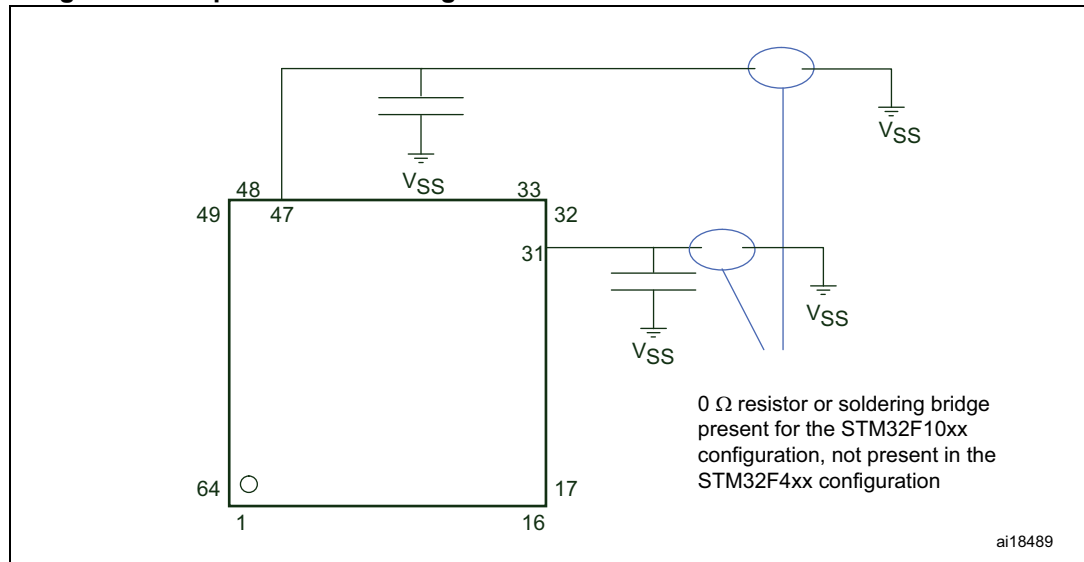 VSS
VSS
48
33
49
47
32
31
VSS
VSS
0 Ω resistor or soldering bridge
present for the STM32F10xx
configuration, not present in the
STM32F4xx configuration
64
17
1
16
ai18489